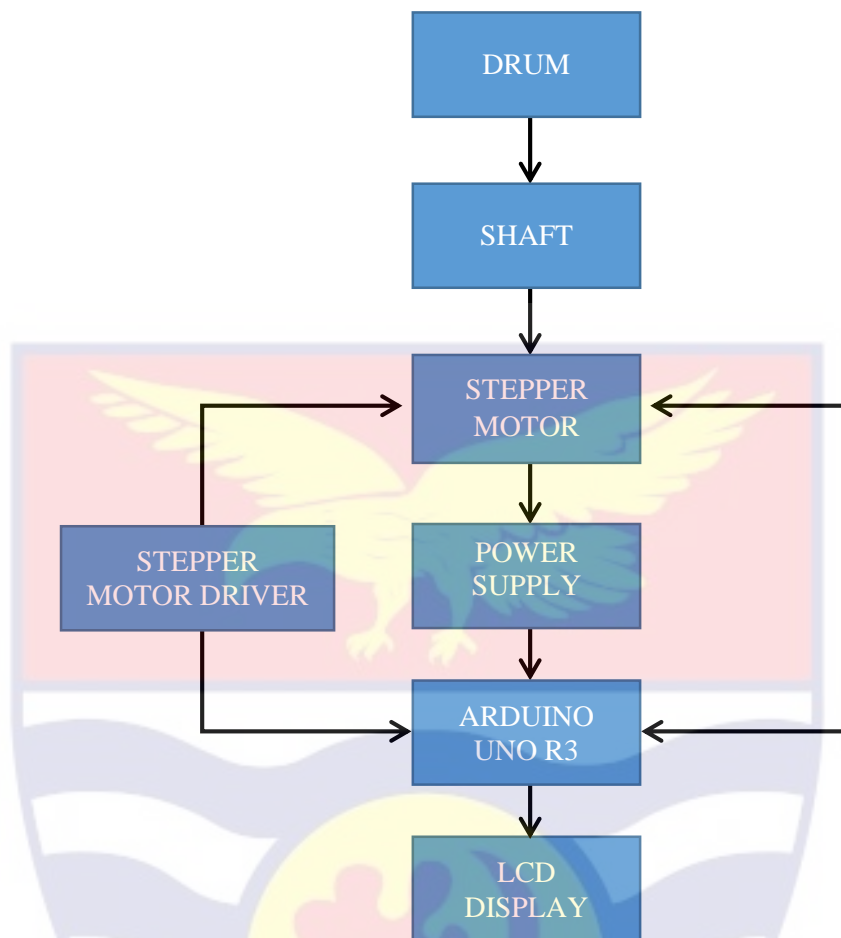 DRUM
SHAFT
STEPPER
MOTOR
STEPPER
MOTOR DRIVER
POWER
SUPPLY
ARDUINO
UNO R3
LCD
DISPLAY